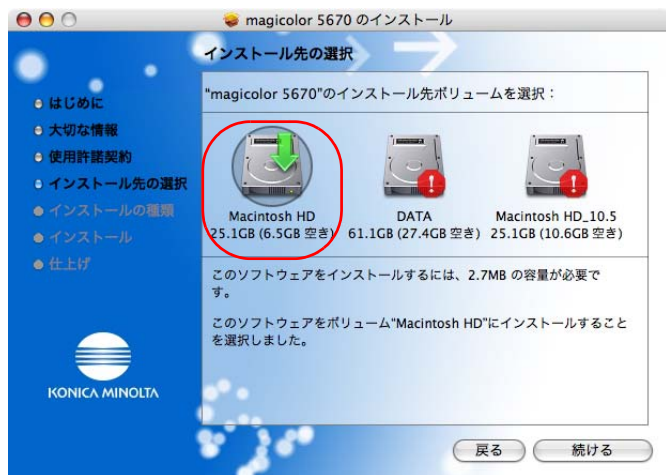 magicolor 5670 のインストール
インストール先の選択
はじめに
大切な情報
使用許諾契約
インストール先の選択
インストールの種類
インストール
仕上げ
KONICA MINOLTA
"magicolor 5670"のインストール先ボリュームを選択：
Macintosh HD
25.1GB (6.5GB 空き)
DATA
61.1GB (27.4GB 空き)
Macintosh HD_10.5
25.1GB (10.6GB 空き)
このソフトウェアをインストールするには、2.7MB の容量が必要で
す。
このソフトウェアをボリューム"Macintosh HD"にインストールすること
を選択しました。
戻る
続ける